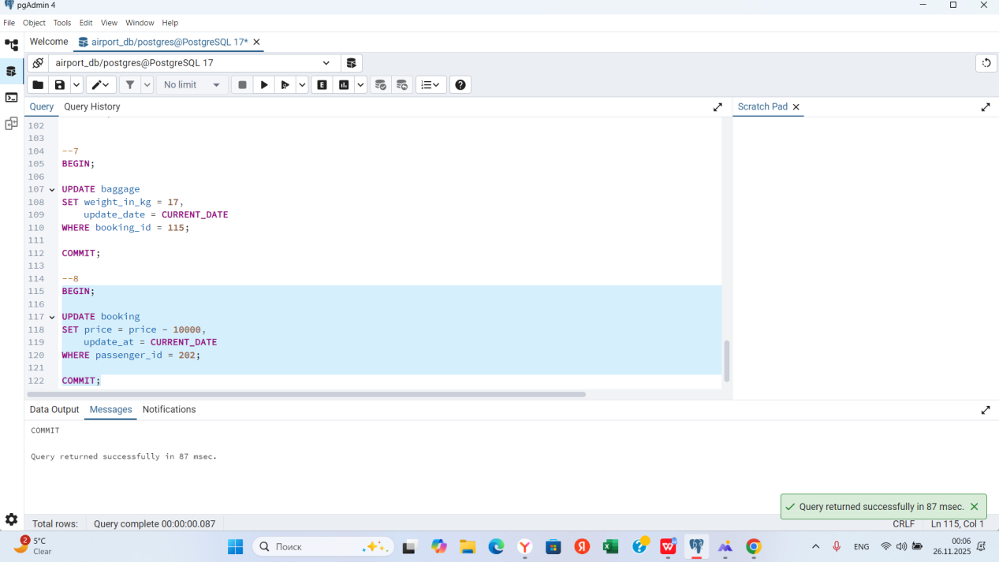 pgAdmin 4
File Object Tools Edit View Window Help
Welcome airport_db/postgres@PostgreSQL 17*
airport_db/postgres@PostgreSQL 17
No limit
Query Query History
Scratch Pad
102
103
104 --7
105 BEGIN;
106
107 UPDATE baggage
108 SET weight_in_kg = 17,
109 update_date = CURRENT_DATE
110 WHERE booking_id = 115;
111
112 COMMIT;
113
114 --8
115 BEGIN;
116
117 UPDATE booking
118 SET price = price - 10000,
119 update_at = CURRENT_DATE
120 WHERE passenger_id = 202;
121
122 COMMIT;
Data Output Messages Notifications
COMMIT
Query returned successfully in 87 msec.
Query returned successfully in 87 msec.
Total rows: Query complete 00:00:00.087 CRLF Ln 115, Col 1
2 5°C
Clear
Поиск
ENG
00:06
26.11.2025